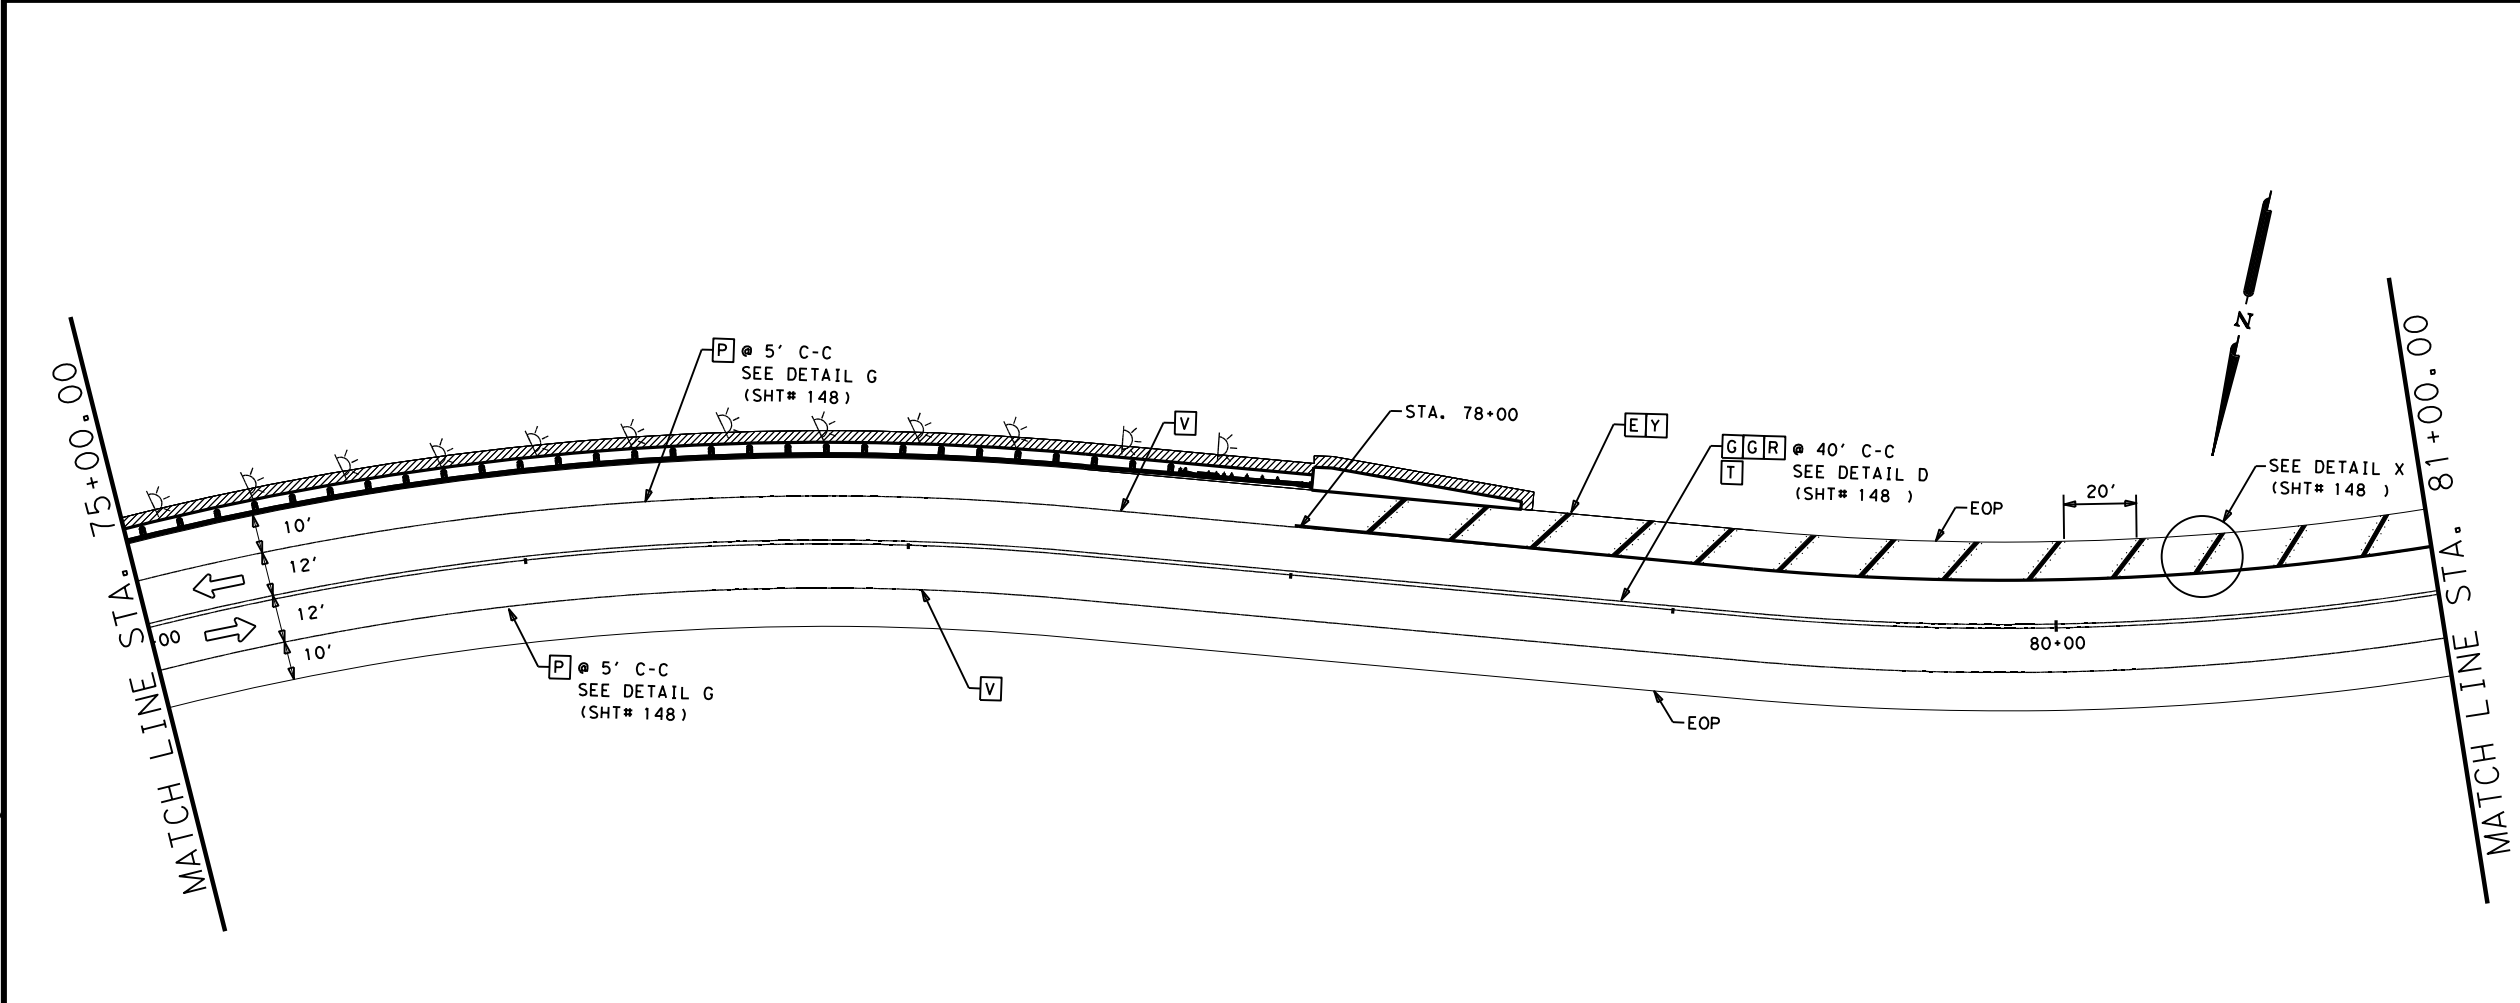 MATCH LINE STA. 75+00.00
P @ 5' C-C
SEE DETAIL G
(SHT# 148)
V
STA. 78+00
E Y
G G R @ 40' C-C
T SEE DETAIL D
(SHT# 148 )
EOP
20'
N
SEE DETAIL X
(SHT# 148 )
MATCH LINE STA. 81+00.00
10'
12'
12'
10'
00
P @ 5' C-C
SEE DETAIL G
(SHT# 148)
V
EOP
80+00